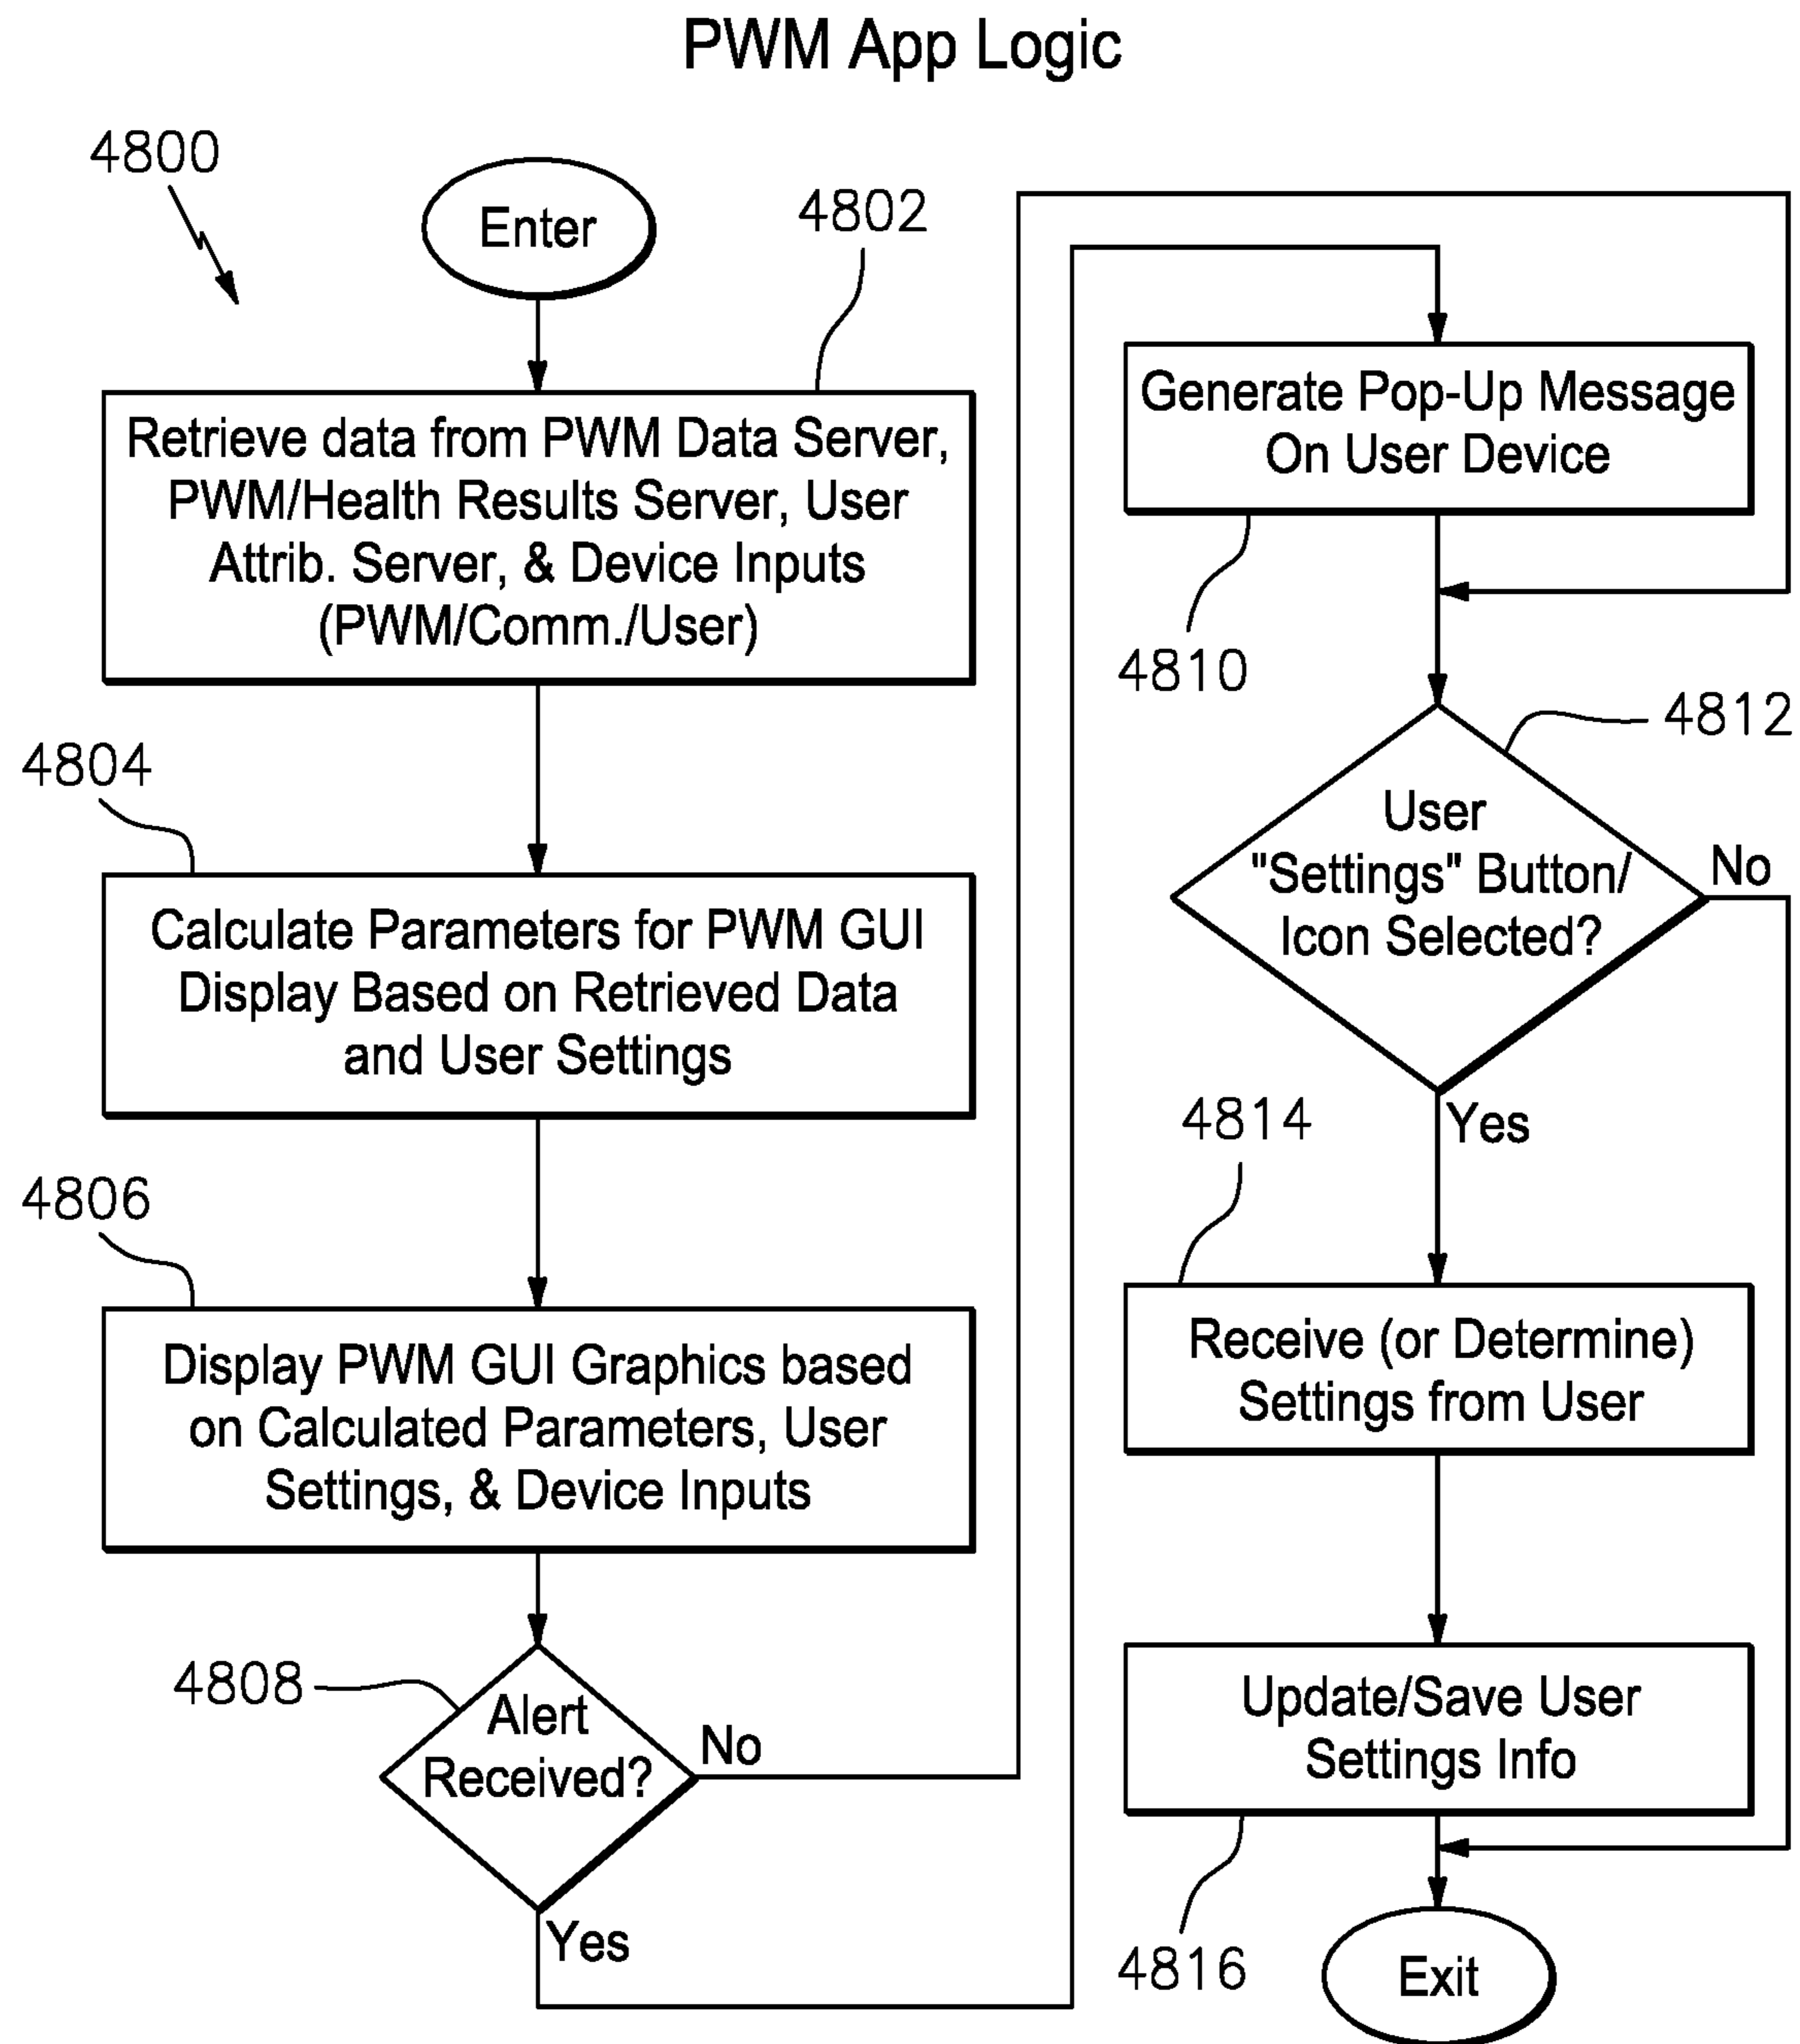 PWM App Logic
4800
Enter
4802
Retrieve data from PWM Data Server,
PWM/Health Results Server, User
Attrib. Server, & Device Inputs
(PWM/Comm./User)
4804
Calculate Parameters for PWM GUI
Display Based on Retrieved Data
and User Settings
4806
Display PWM GUI Graphics based
on Calculated Parameters, User
Settings, & Device Inputs
4808
Alert
Received?
No
Yes
Generate Pop-Up Message
On User Device
4810
4812
User
"Settings" Button/
Icon Selected?
No
Yes
4814
Receive (or Determine)
Settings from User
Update/Save User
Settings Info
4816
Exit